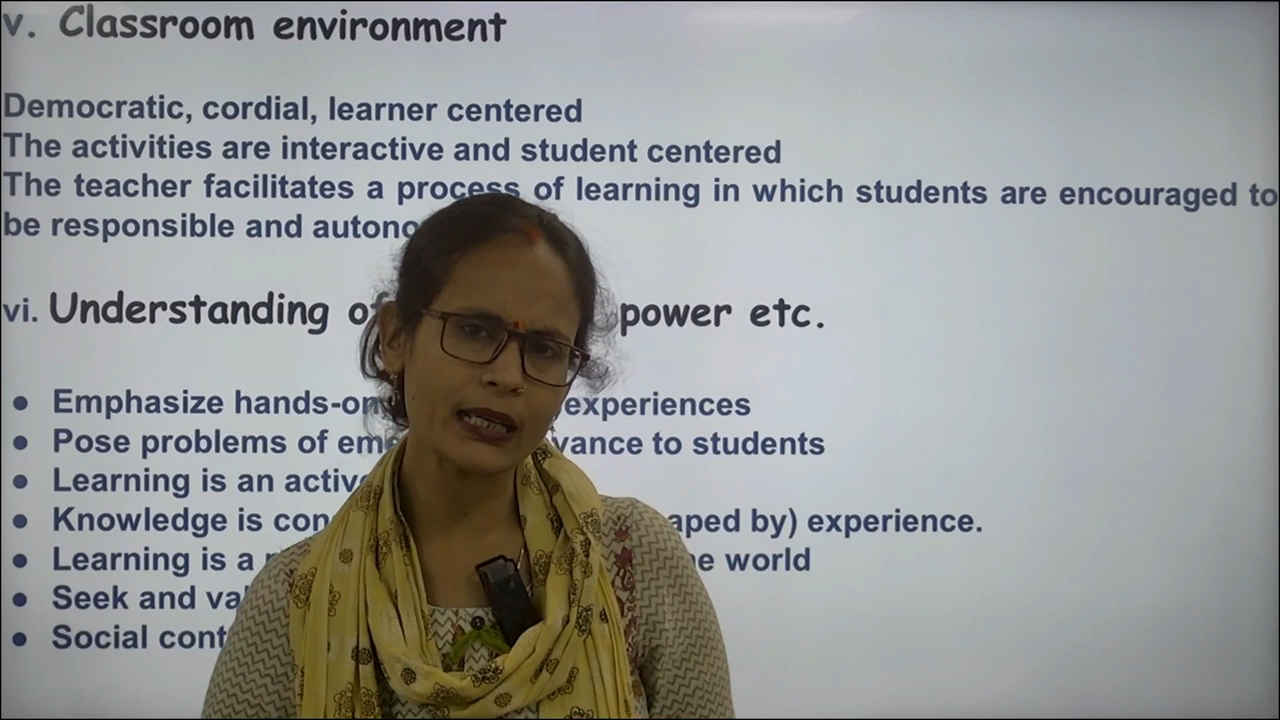 v. Classroom environment
Democratic, cordial, learner centered
The activities are interactive and student centered
The teacher facilitates a process of learning in which students are encouraged to
be responsible and autono
vi. Understanding of power etc.
● Emphasize hands-on experiences
● Pose problems of eme vance to students
● Learning is an activ
● Knowledge is con aped by) experience.
● Learning is a world
● Seek and va
● Social cont